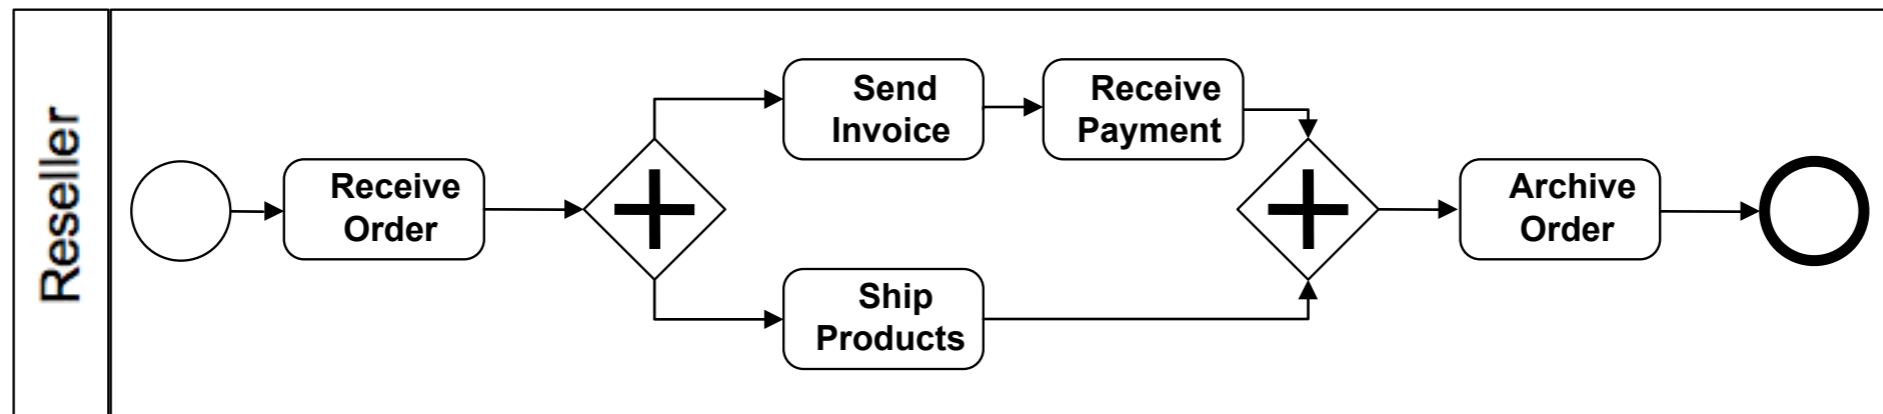 Reseller
Receive
Order
Send
Invoice
Receive
Payment
Ship
Products
Archive
Order